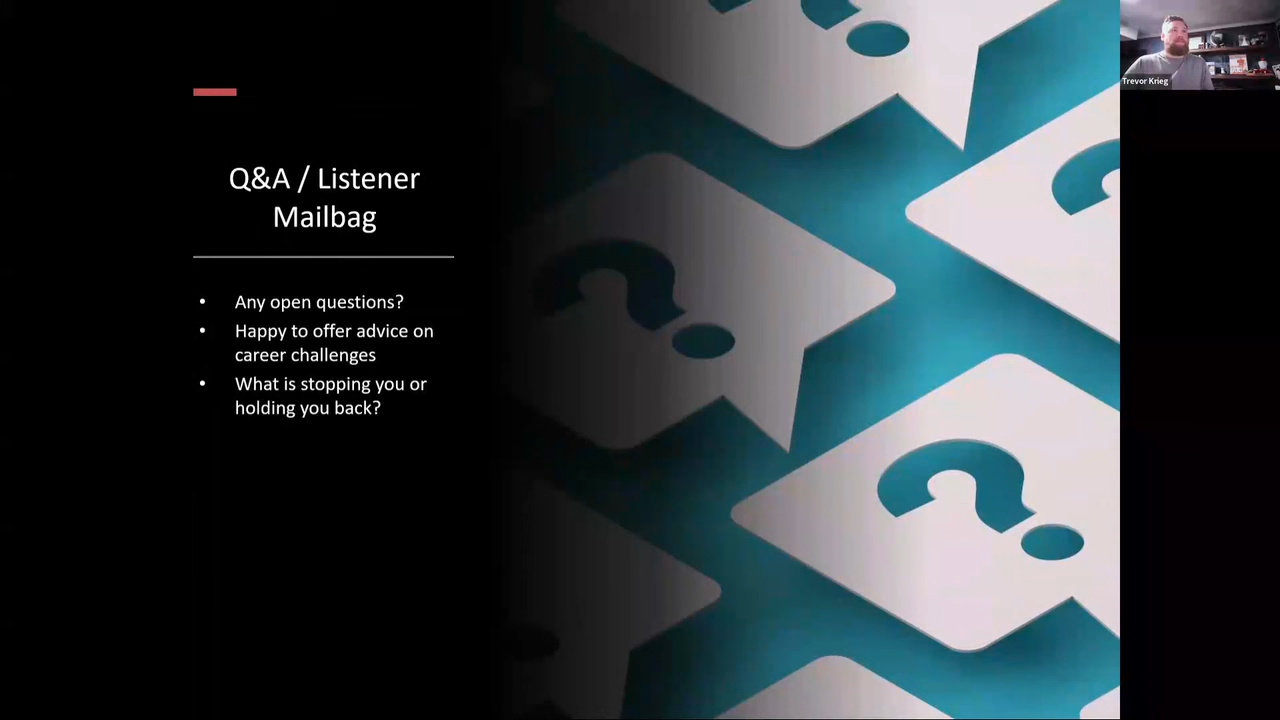 Q&A / Listener
Mailbag
• Any open questions?
• Happy to offer advice on
career challenges
• What is stopping you or
holding you back?
Trevor Krieg